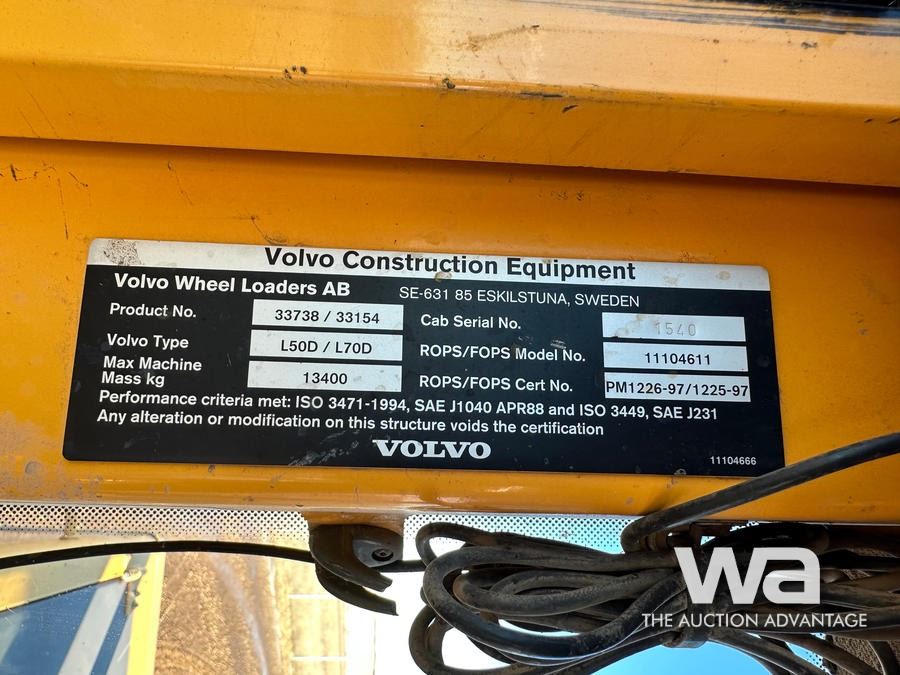 Volvo Construction Equipment
Volvo Wheel Loaders AB
SE-631 85 ESKILSTUNA, SWEDEN
Product No. 33738 / 33154
Cab Serial No. 1540
Volvo Type L50D / L70D
ROPS/FOPS Model No. 11104611
Max Machine
Mass kg 13400
ROPS/FOPS Cert No. PM1226-97/1225-97
Performance criteria met: ISO 3471-1994, SAE J1040 APR88 and ISO 3449, SAE J231
Any alteration or modification on this structure voids the certification
VOLVO
11104666
wa
THE AUCTION ADVANTAGE